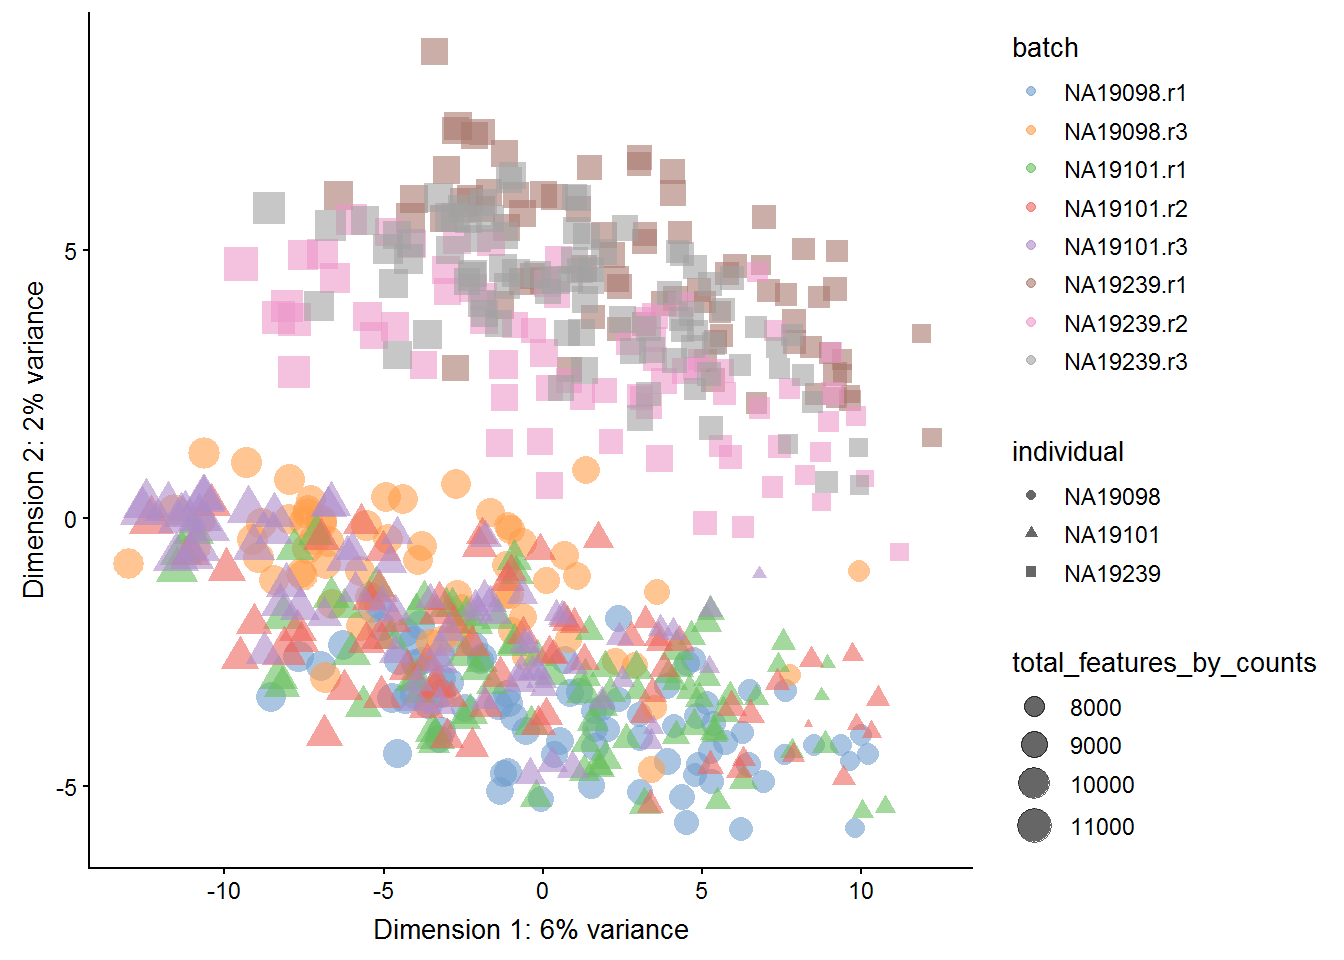 batch
NA19098.r1
NA19098.r3
NA19101.r1
NA19101.r2
NA19101.r3
NA19239.r1
NA19239.r2
NA19239.r3
individual
NA19098
NA19101
NA19239
total_features_by_counts
8000
9000
10000
11000
Dimension 2: 2% variance
5
0
-5
-10
-5
0
5
10
Dimension 1: 6% variance